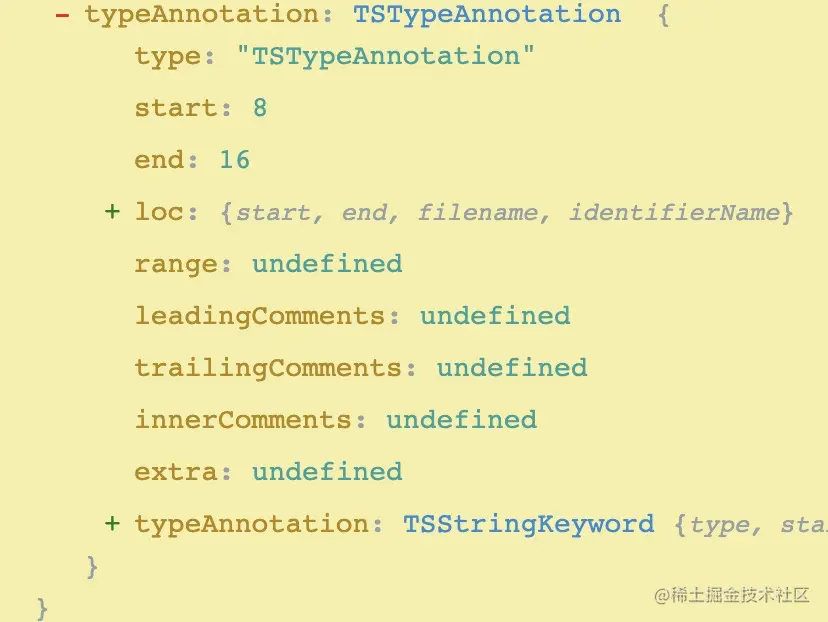 - typeAnnotation: TSTypeAnnotation {
type: "TSTypeAnnotation"
start: 8
end: 16
+ loc: {start, end, filename, identifierName}
range: undefined
leadingComments: undefined
trailingComments: undefined
innerComments: undefined
extra: undefined
+ typeAnnotation: TSStringKeyword {type, sta
}
}
@稀土掘金技术社区